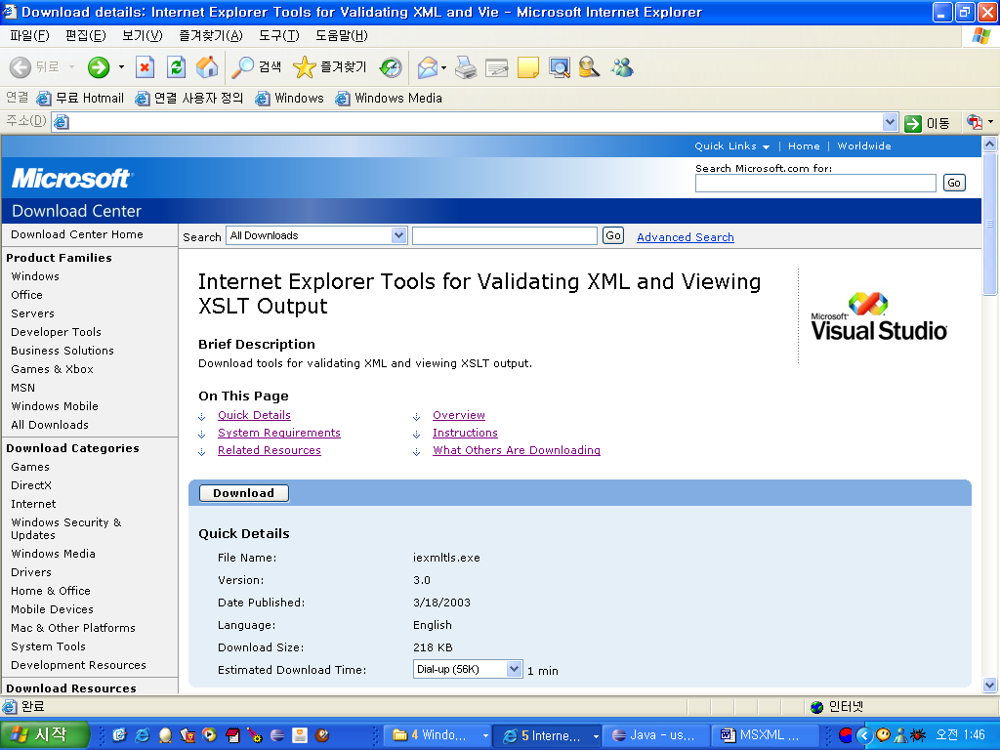 Download details: Internet Explorer Tools for Validating XML and Vie - Microsoft Internet Explorer
파일(F) 편집(E) 보기(V) 즐겨찾기(A) 도구(T) 도움말(H)
뒤로 검색 즐겨찾기
연결 무료 Hotmail 연결 사용자 정의 Windows Windows Media
주소(D) 이동
Quick Links | Home | Worldwide
Microsoft
Search Microsoft.com for:
Go
Download Center
Download Center Home
Search All Downloads Go Advanced Search
Product Families
Windows
Office
Servers
Developer Tools
Business Solutions
Games & Xbox
MSN
Windows Mobile
All Downloads
Download Categories
Games
DirectX
Internet
Windows Security &
Updates
Windows Media
Drivers
Home & Office
Mobile Devices
Mac & Other Platforms
System Tools
Development Resources
Download Resources
Internet Explorer Tools for Validating XML and Viewing
XSLT Output
Microsoft
Visual Studio
Brief Description
Download tools for validating XML and viewing XSLT output.
On This Page
Quick Details Overview
System Requirements Instructions
Related Resources What Others Are Downloading
Download
Quick Details
File Name: iexmltls.exe
Version: 3.0
Date Published: 3/18/2003
Language: English
Download Size: 218 KB
Estimated Download Time: Dial-up (56K) 1 min
완료 인터넷
시작 4 Windo... 5 Interne... Java - us... MSXML ... 오전 1:46